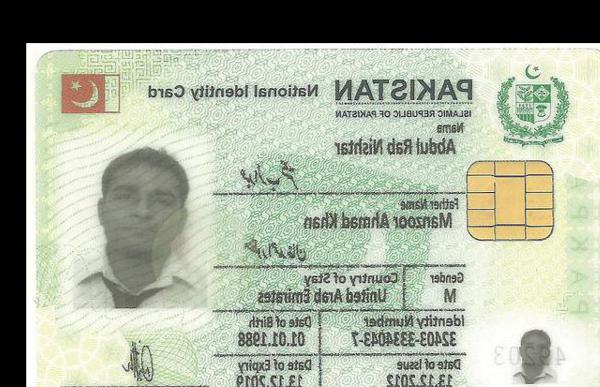 PAKISTAN National Identity Card
ISLAMIC REPUBLIC OF PAKISTAN
Name
Abdul Rab Nishtar
Father Name
Manzoor Ahmad Khan
Gender Country of Stay
M United Arab Emirates
Identity Number Date of Birth
32403-3334043-7 01.01.1988
Date of Issue Date of Expiry
13.12.2012 13.12.2019